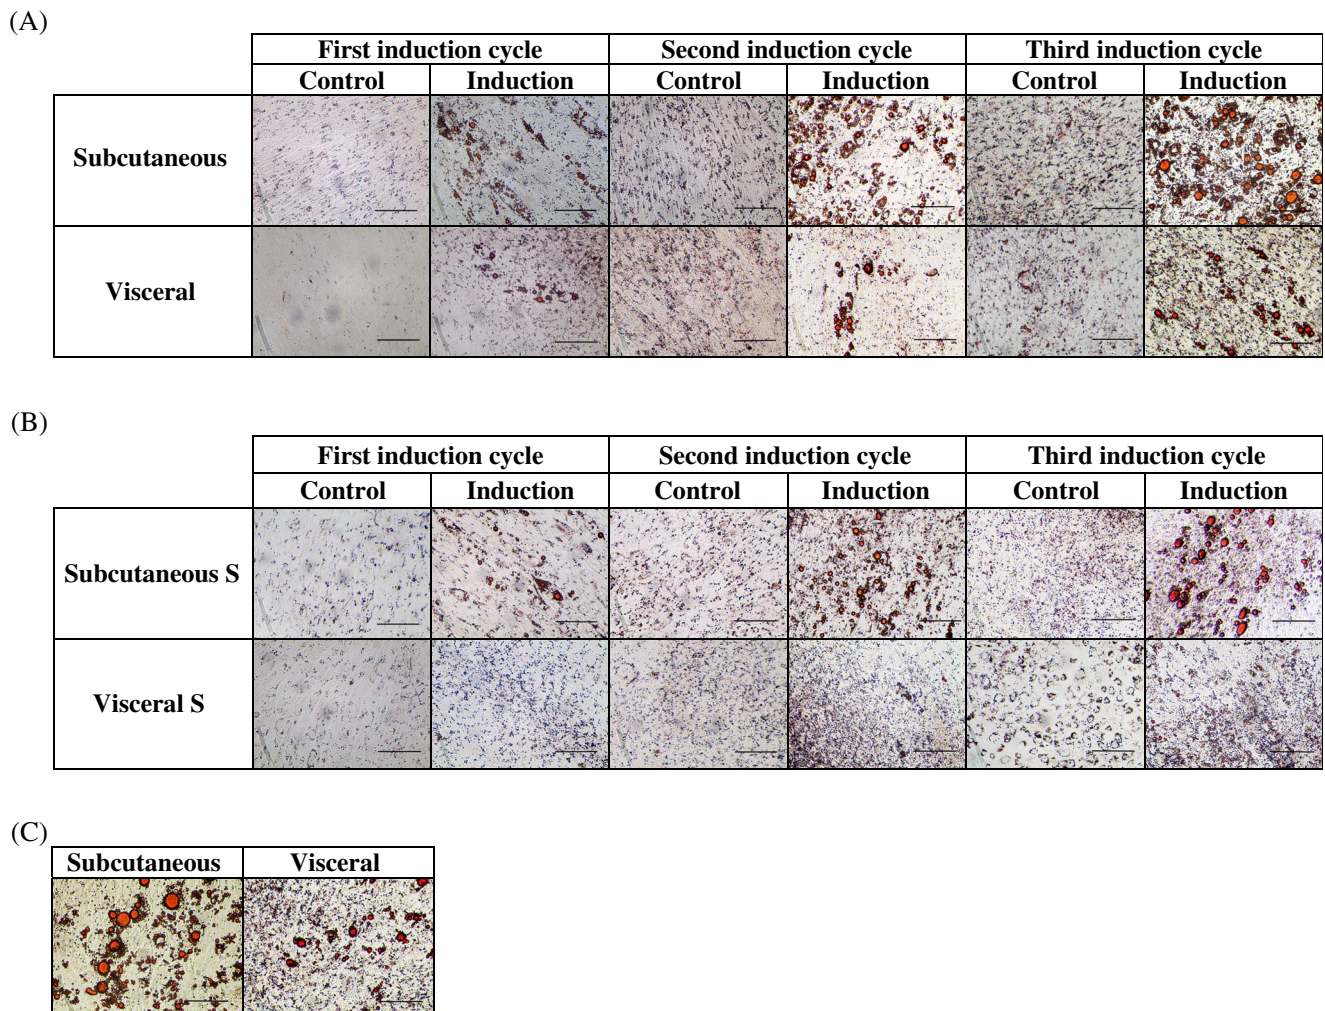 (A)
First induction cycle Second induction cycle Third induction cycle
Control Induction Control Induction Control Induction
Subcutaneous
Visceral
(B)
First induction cycle Second induction cycle Third induction cycle
Control Induction Control Induction Control Induction
Subcutaneous S
Visceral S
(C)
Subcutaneous Visceral